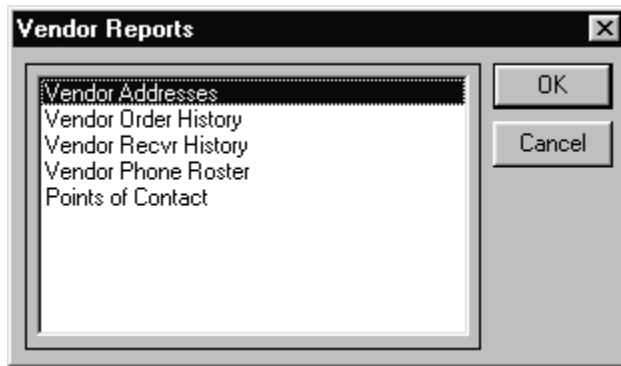 Vendor Reports
Vendor Addresses
Vendor Order History
Vendor Recvr History
Vendor Phone Roster
Points of Contact
OK
Cancel